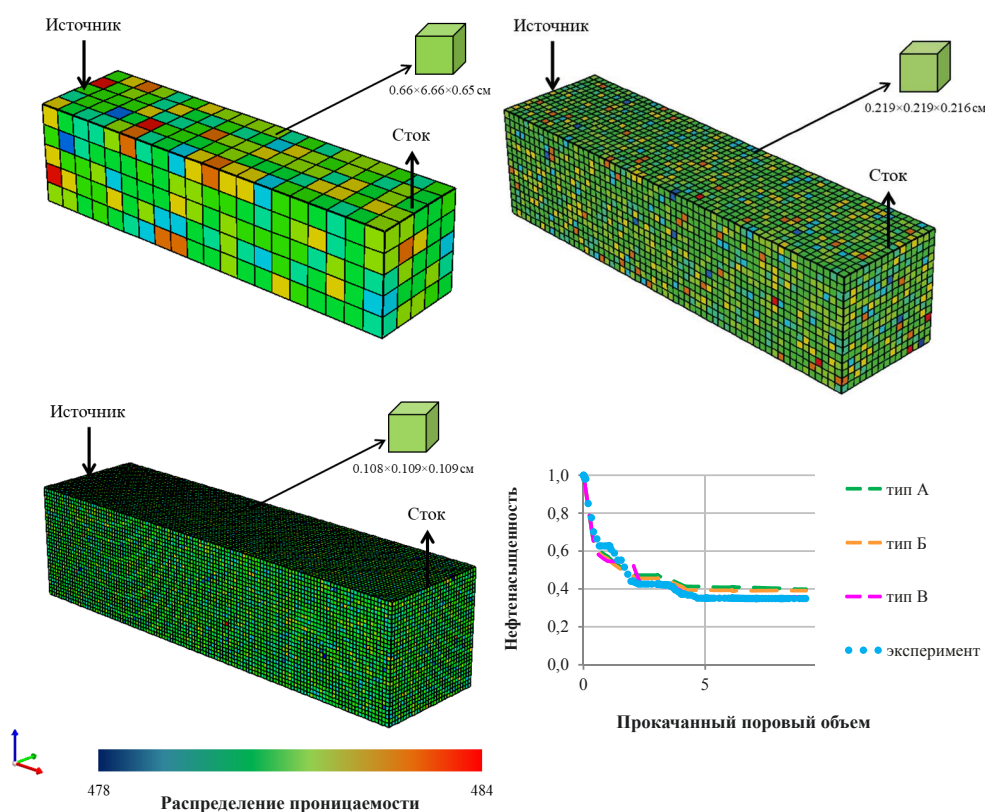 Источник
0.66×6.66×0.65 см
Сток
Источник
0.219×0.219×0.216см
Сток
Источник
0.108×0.109×0.109 см
Сток
478
484
Распределение проницаемости
Нефтенасыщенность
1,0
0,8
0,6
0,4
0,2
0,0
0
5
Прокачанный поровый объем
тип А
тип Б
тип В
эксперимент